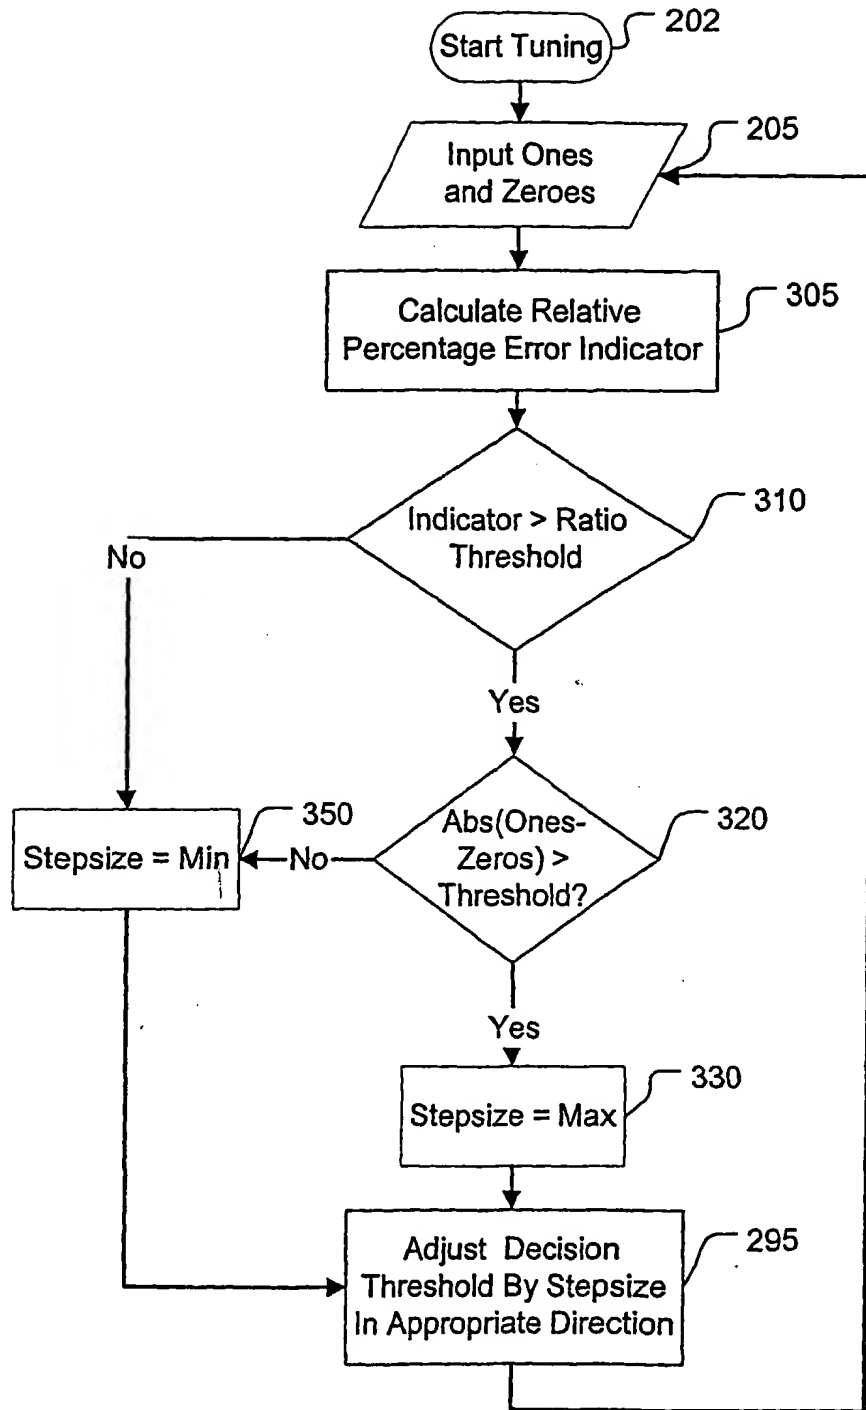 Start Tuning
202
Input Ones
and Zeroes
205
Calculate Relative
Percentage Error Indicator
305
Indicator > Ratio
Threshold
310
No
Yes
Abs(Ones-
Zeros) >
Threshold?
320
350
Stepsize = Min
No
Yes
Stepsize = Max
330
Adjust Decision
Threshold By Stepsize
In Appropriate Direction
295